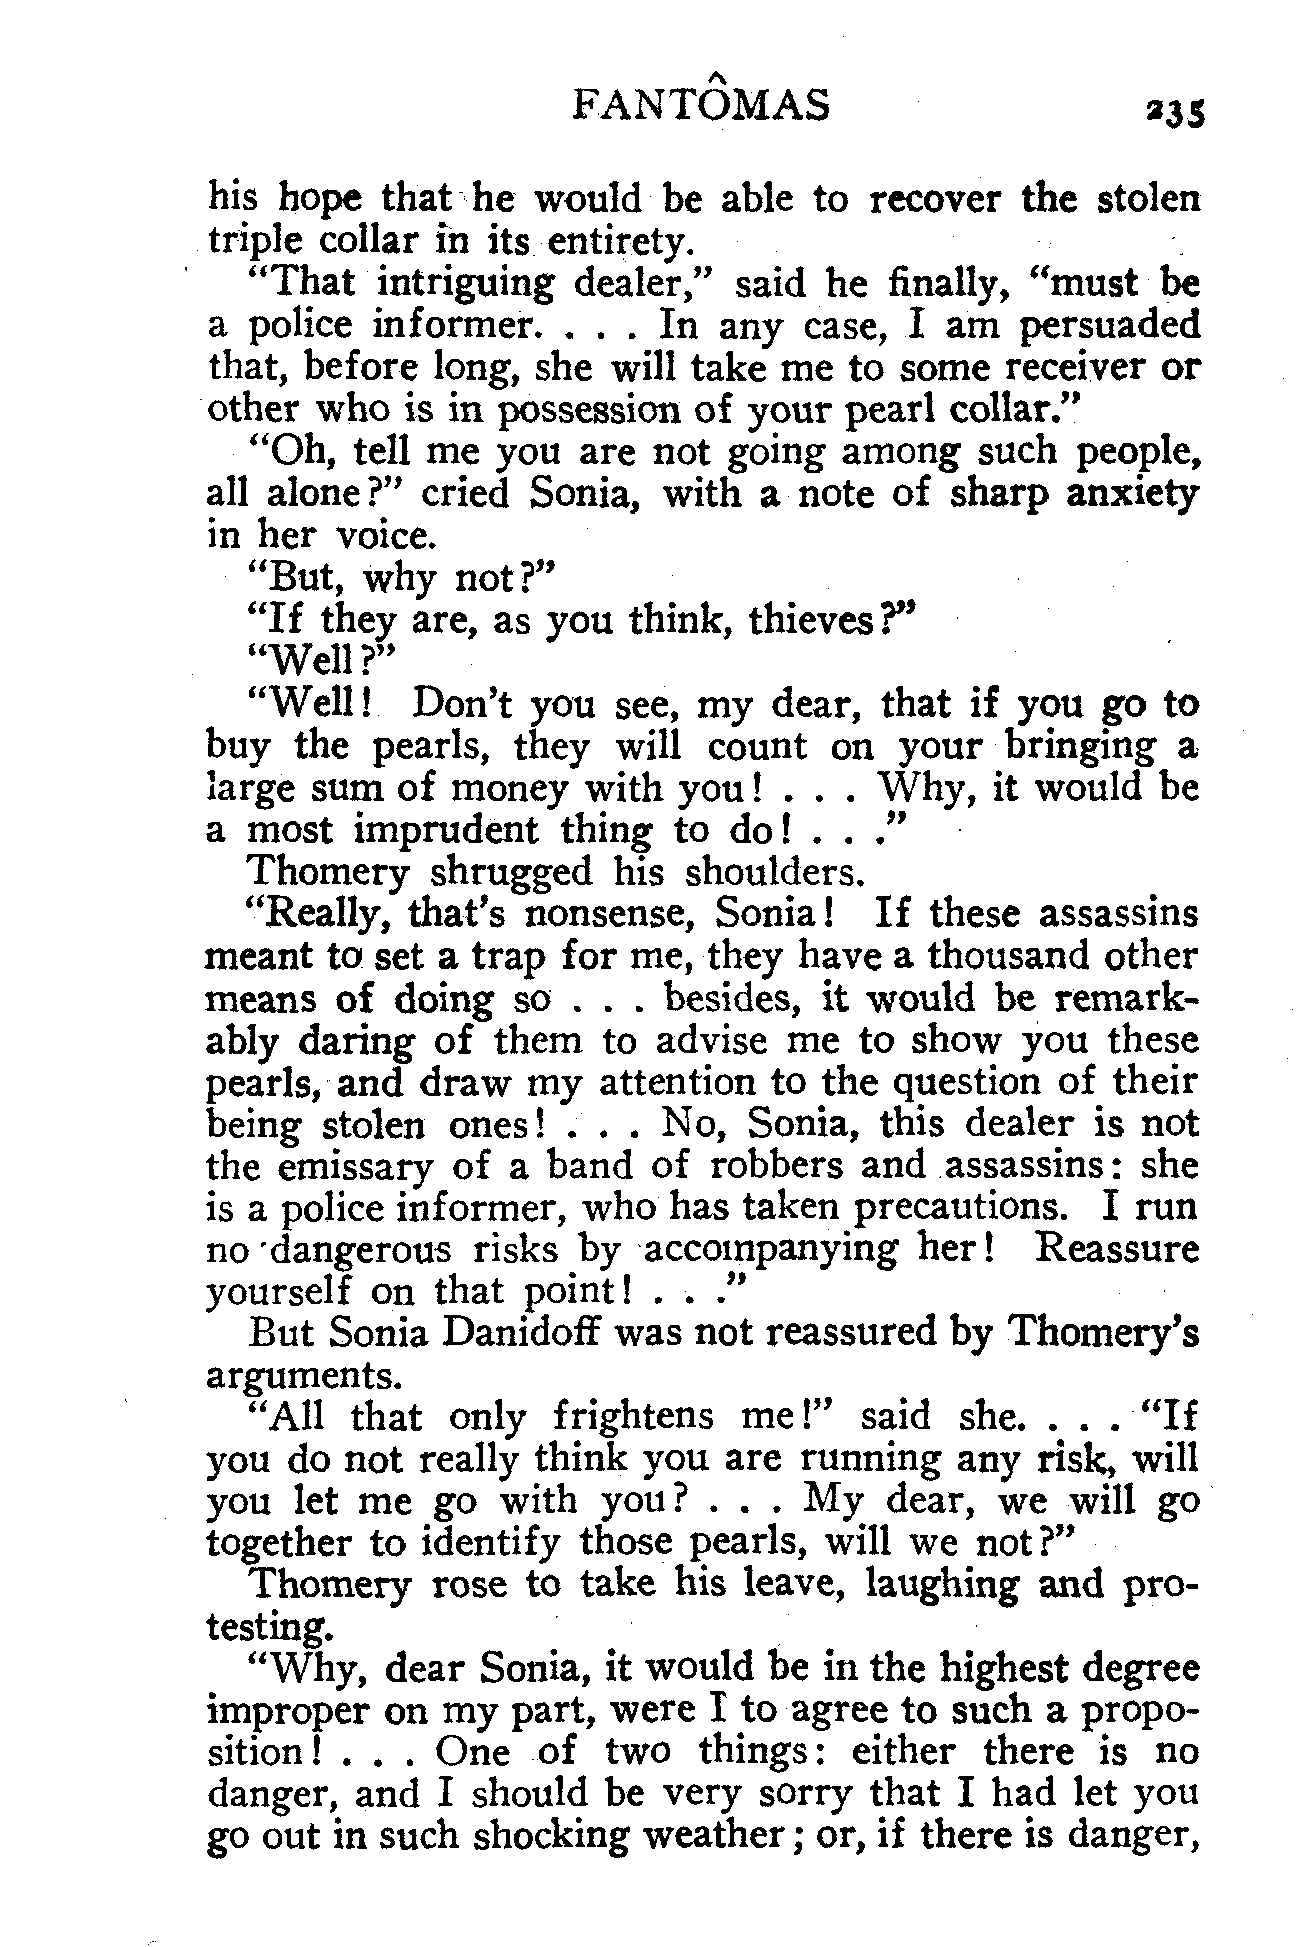 FANTÔMAS 235
his hope that he would be able to recover the stolen
triple collar in its entirety.
“That intriguing dealer,” said he finally, “must be
a police informer. . . . In any case, I am persuaded
that, before long, she will take me to some receiver or
other who is in possession of your pearl collar.”
“Oh, tell me you are not going among such people,
all alone?” cried Sonia, with a note of sharp anxiety
in her voice.
“But, why not?”
“If they are, as you think, thieves?”
“Well?”
“Well! Don’t you see, my dear, that if you go to
buy the pearls, they will count on your bringing a
large sum of money with you! . . . Why, it would be
a most imprudent thing to do! . . .”
Thomery shrugged his shoulders.
“Really, that’s nonsense, Sonia! If these assassins
meant to set a trap for me, they have a thousand other
means of doing so . . . besides, it would be remark-
ably daring of them to advise me to show you these
pearls, and draw my attention to the question of their
being stolen ones! . . . No, Sonia, this dealer is not
the emissary of a band of robbers and assassins: she
is a police informer, who has taken precautions. I run
no dangerous risks by accompanying her! Reassure
yourself on that point! . . .”
But Sonia Danidoff was not reassured by Thomery’s
arguments.
“All that only frightens me!” said she. . . . “If
you do not really think you are running any risk, will
you let me go with you? . . . My dear, we will go
together to identify those pearls, will we not?”
Thomery rose to take his leave, laughing and pro-
testing.
“Why, dear Sonia, it would be in the highest degree
improper on my part, were I to agree to such a propo-
sition! . . . One of two things: either there is no
danger, and I should be very sorry that I had let you
go out in such shocking weather; or, if there is danger,